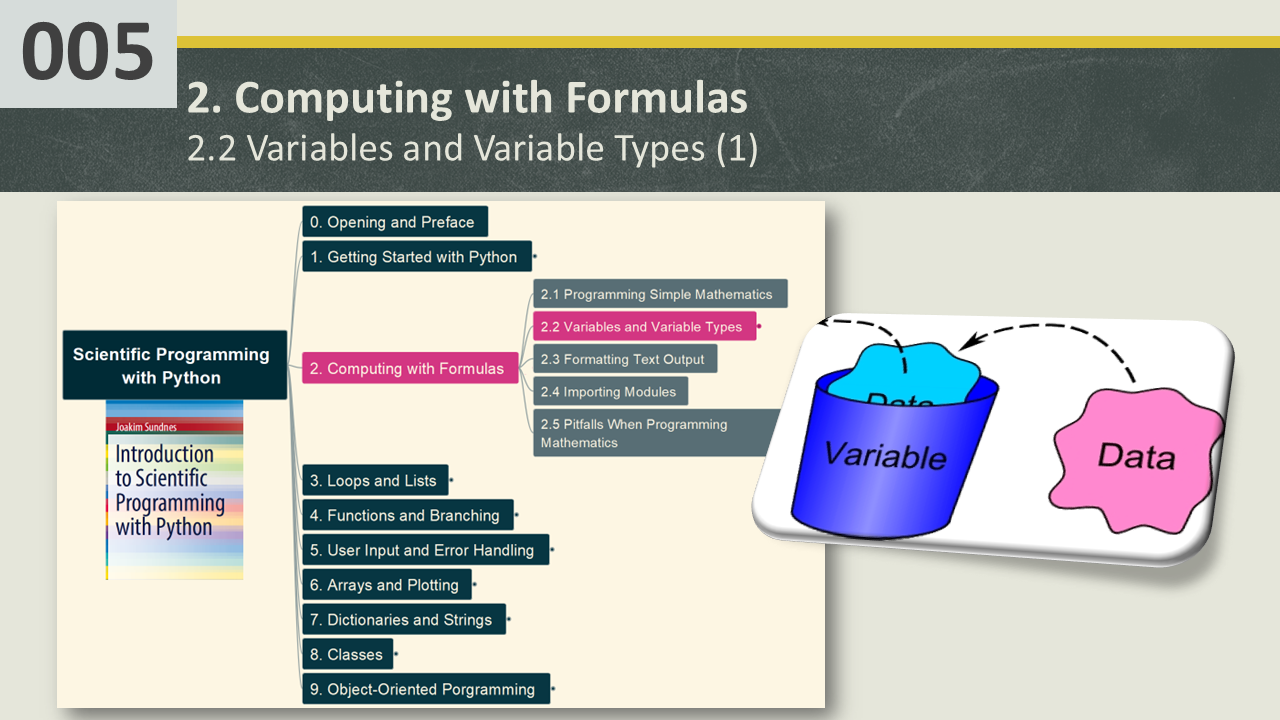 005
2. Computing with Formulas
2.2 Variables and Variable Types (1)
0. Opening and Preface
1. Getting Started with Python
2.1 Programming Simple Mathematics
2.2 Variables and Variable Types
Scientific Programming
with Python
2. Computing with Formulas
2.3 Formatting Text Output
2.4 Importing Modules
2.5 Pitfalls When Programming
Mathematics
Joakim Sundnes
Introduction
to Scientific
Programming
with Python
3. Loops and Lists
4. Functions and Branching
5. User Input and Error Handling
6. Arrays and Plotting
7. Dictionaries and Strings
8. Classes
9. Object-Oriented Porgramming
Data
Variable
Data